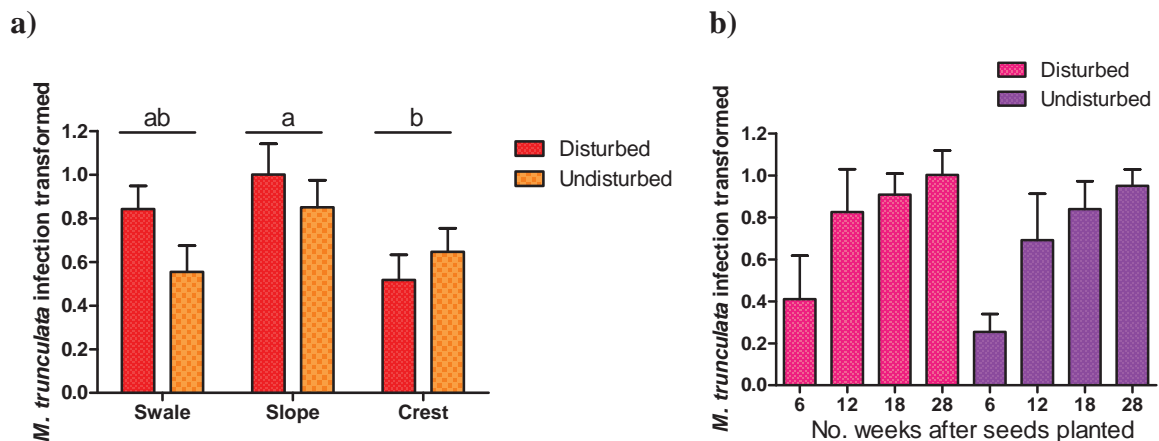 a)
M. trunculata infection transformed
1.2
1.0
0.8
0.6
0.4
0.2
0.0
ab
a
b
Swale
Slope
Crest
Disturbed
Undisturbed
b)
Disturbed
Undisturbed
M. trunculata infection transformed
1.2
1.0
0.8
0.6
0.4
0.2
0.0
6 12 18 28 6 12 18 28
No. weeks after seeds planted